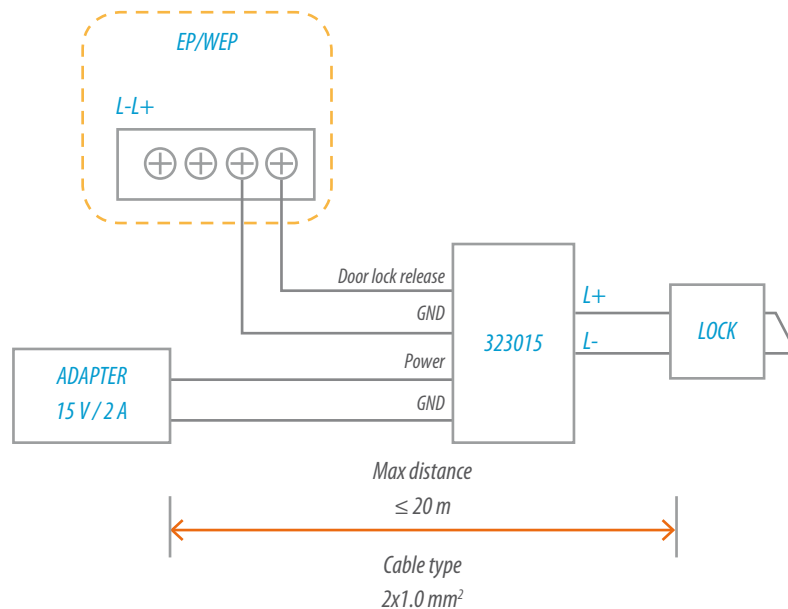 EP/WEP
L-L+
Door lock release
GND
Power
GND
323015
L+
L-
LOCK
ADAPTER
15 V / 2 A
Max distance
≤ 20 m
Cable type
2x1.0 mm²